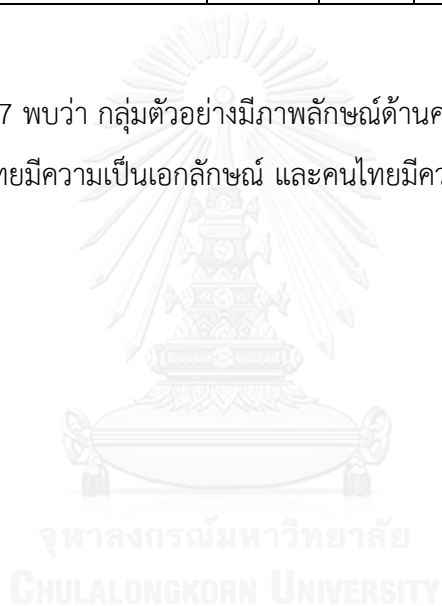 7 พบว่า กลุ่มตัวอย่างมีภาพลักษณ์ด้านค
ทยมีความเป็นเอกลักษณ์ และคนไทยมีคว
จุฬาลงกรณ์มหาวิทยาลัย
CHULALONGKORN UNIVERSITY